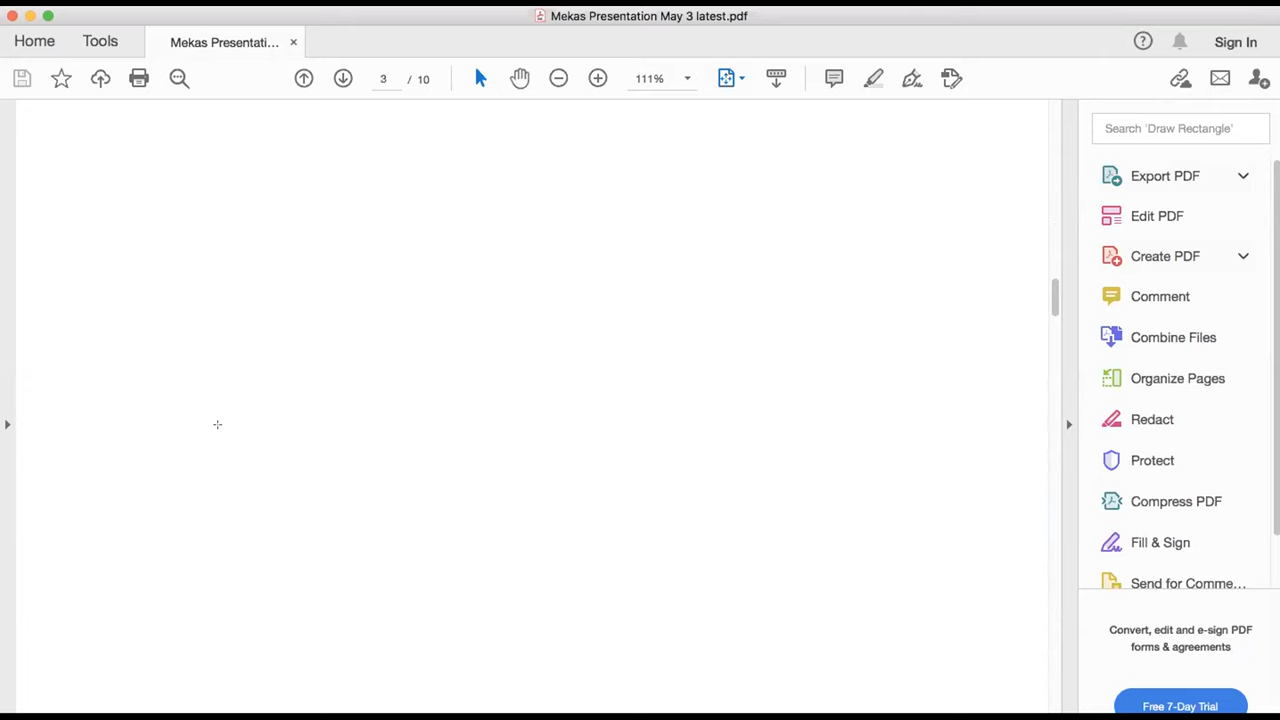 Mekas Presentation May 3 latest.pdf
Home
Tools
Mekas Presentati... ×
? Sign In
3 / 10
111%
Search 'Draw Rectangle'
Export PDF
Edit PDF
Create PDF
Comment
Combine Files
Organize Pages
Redact
Protect
Compress PDF
Fill & Sign
Send for Comme...
Convert, edit and e-sign PDF
forms & agreements
Free 7-Day Trial